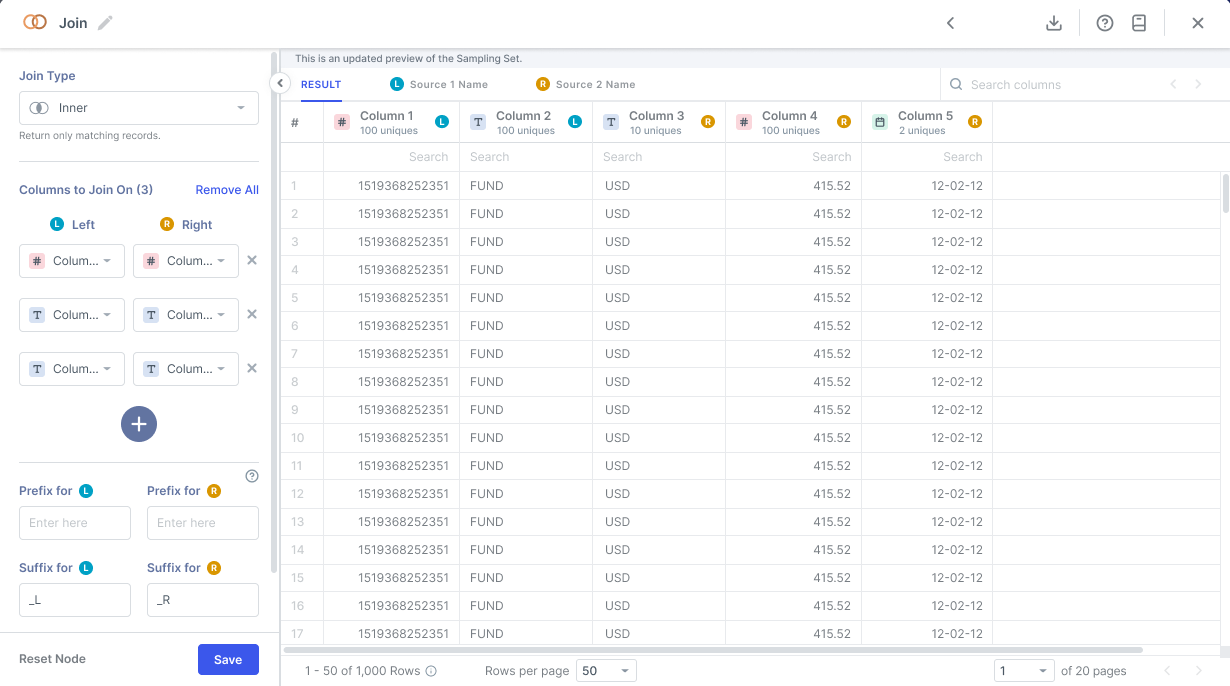 Join
This is an updated preview of the Sampling Set.
Join Type
Inner
Return only matching records.
Columns to Join On (3) Remove All
L Left R Right
# Colum... # Colum...
T Colum... T Colum...
T Colum... T Colum...
Prefix for L Prefix for R
Enter here Enter here
Suffix for L Suffix for R
_L _R
Reset Node Save
RESULT L Source 1 Name R Source 2 Name Search columns
# # Column 1 L T Column 2 L T Column 3 R # Column 4 R Column 5 R
100 uniques 100 uniques 10 uniques 100 uniques 2 uniques
Search Search Search Search Search
1 1519368252351 FUND USD 415.52 12-02-12
2 1519368252351 FUND USD 415.52 12-02-12
3 1519368252351 FUND USD 415.52 12-02-12
4 1519368252351 FUND USD 415.52 12-02-12
5 1519368252351 FUND USD 415.52 12-02-12
6 1519368252351 FUND USD 415.52 12-02-12
7 1519368252351 FUND USD 415.52 12-02-12
8 1519368252351 FUND USD 415.52 12-02-12
9 1519368252351 FUND USD 415.52 12-02-12
10 1519368252351 FUND USD 415.52 12-02-12
11 1519368252351 FUND USD 415.52 12-02-12
12 1519368252351 FUND USD 415.52 12-02-12
13 1519368252351 FUND USD 415.52 12-02-12
14 1519368252351 FUND USD 415.52 12-02-12
15 1519368252351 FUND USD 415.52 12-02-12
16 1519368252351 FUND USD 415.52 12-02-12
17 1519368252351 FUND USD 415.52 12-02-12
1 - 50 of 1,000 Rows Rows per page 50 1 of 20 pages